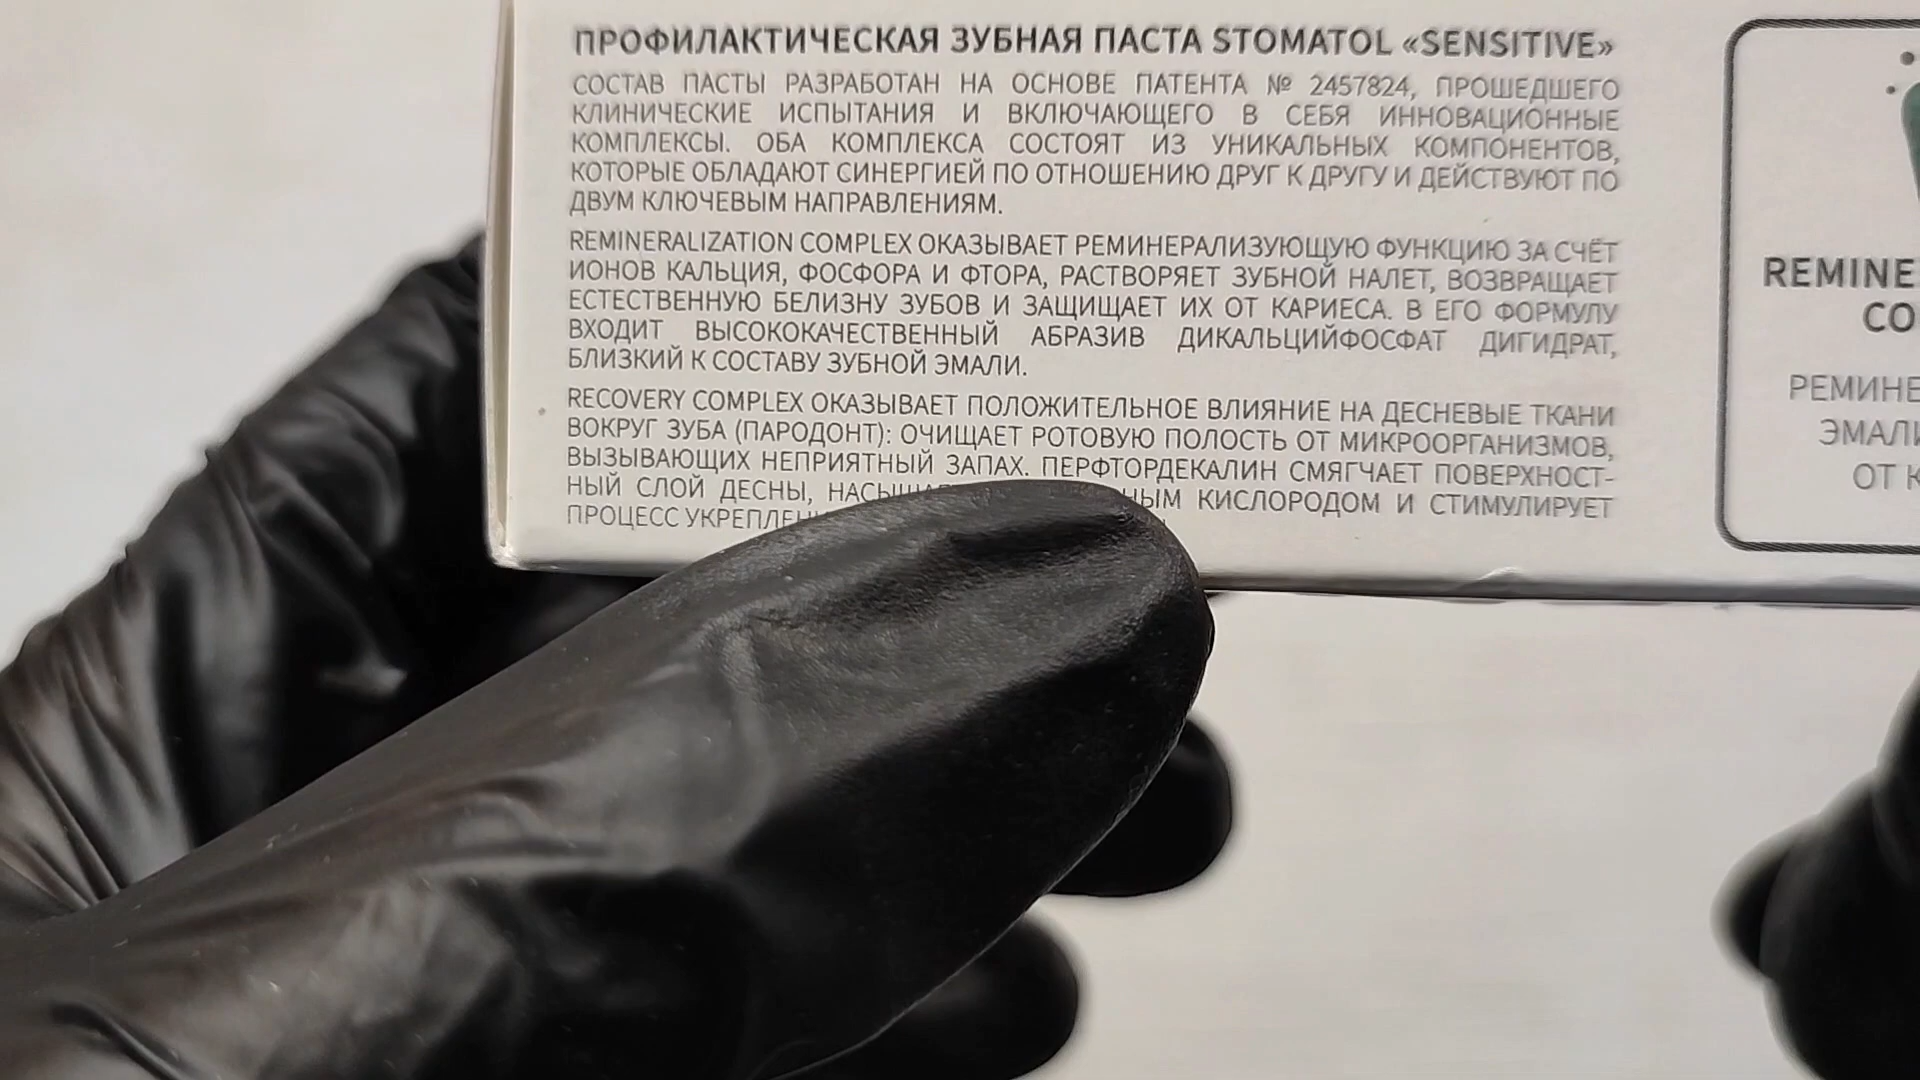 ПРОФИЛАКТИЧЕСКАЯ ЗУБНАЯ ПАСТА STOMATOL «SENSITIVE»
СОСТАВ ПАСТЫ РАЗРАБОТАН НА ОСНОВЕ ПАТЕНТА № 2457824, ПРОШЕДШЕГО
КЛИНИЧЕСКИЕ ИСПЫТАНИЯ И ВКЛЮЧАЮЩЕГО В СЕБЯ ИННОВАЦИОННЫЕ
КОМПЛЕКСЫ. ОБА КОМПЛЕКСА СОСТОЯТ ИЗ УНИКАЛЬНЫХ КОМПОНЕНТОВ,
КОТОРЫЕ ОБЛАДАЮТ СИНЕРГИЕЙ ПО ОТНОШЕНИЮ ДРУГ К ДРУГУ И ДЕЙСТВУЮТ ПО
ДВУМ КЛЮЧЕВЫМ НАПРАВЛЕНИЯМ.
REMINERALIZATION COMPLEX ОКАЗЫВАЕТ РЕМИНЕРАЛИЗУЮЩУЮ ФУНКЦИЮ ЗА СЧЁТ
ИОНОВ КАЛЬЦИЯ, ФОСФОРА И ФТОРА, РАСТВОРЯЕТ ЗУБНОЙ НАЛЕТ, ВОЗВРАЩАЕТ
ЕСТЕСТВЕННУЮ БЕЛИЗНУ ЗУБОВ И ЗАЩИЩАЕТ ИХ ОТ КАРИЕСА. В ЕГО ФОРМУЛУ
ВХОДИТ ВЫСОКОКАЧЕСТВЕННЫЙ АБРАЗИВ ДИКАЛЬЦИЙФОСФАТ ДИГИДРАТ,
БЛИЗКИЙ К СОСТАВУ ЗУБНОЙ ЭМАЛИ.
RECOVERY COMPLEX ОКАЗЫВАЕТ ПОЛОЖИТЕЛЬНОЕ ВЛИЯНИЕ НА ДЕСНЕВЫЕ ТКАНИ
ВОКРУГ ЗУБА (ПАРОДОНТ): ОЧИЩАЕТ РОТОВУЮ ПОЛОСТЬ ОТ МИКРООРГАНИЗМОВ,
ВЫЗЫВАЮЩИХ НЕПРИЯТНЫЙ ЗАПАХ. ПЕРФТОРДЕКАЛИН СМЯГЧАЕТ ПОВЕРХНОСТ-
НЫЙ СЛОЙ ДЕСНЫ, КИСЛОРОДОМ И СТИМУЛИРУЕТ
ПРОЦЕСС
REMINE
CO
РЕМИНЕ
ЭМАЛИ
ОТ К